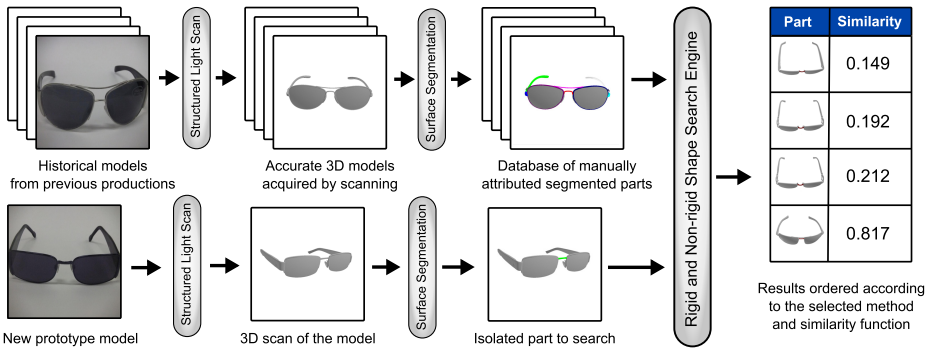 Structured Light Scan
Surface Segmentation
Historical models
from previous productions
Accurate 3D models
acquired by scanning
Database of manually
attributed segmented parts
Structured Light Scan
Surface Segmentation
New prototype model
3D scan of the model
Isolated part to search
Rigid and Non-rigid Shape Search Engine
Part Similarity
0.149
0.192
0.212
0.817
Results ordered according
to the selected method
and similarity function